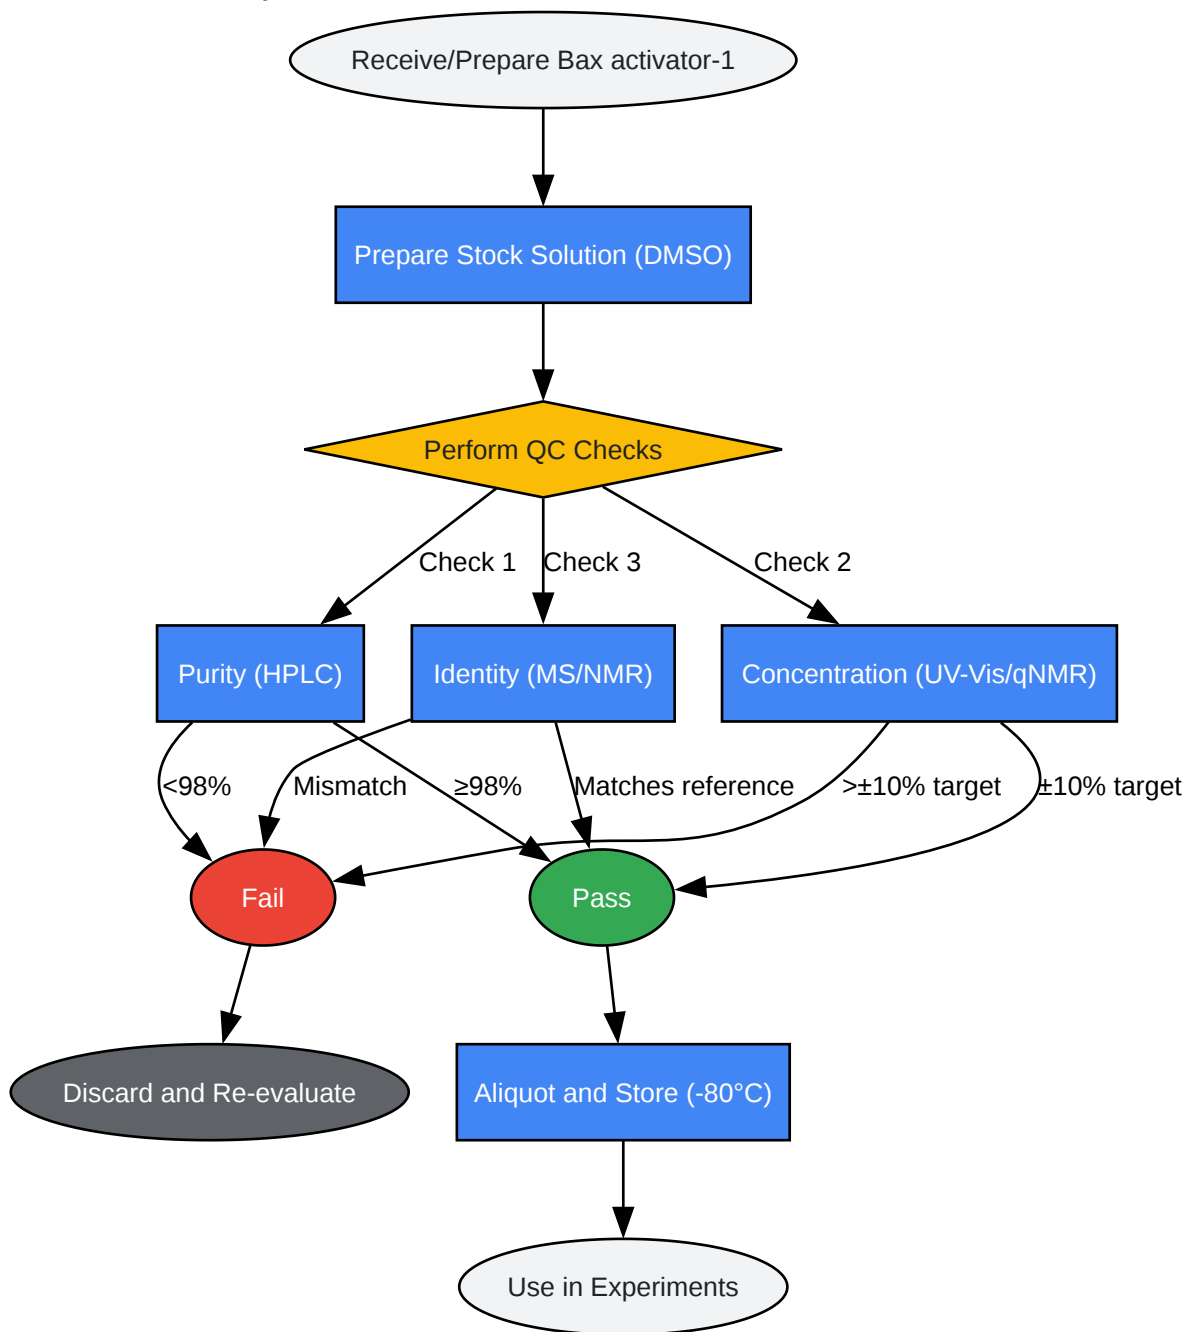 Receive/Prepare Bax activator-1
Prepare Stock Solution (DMSO)
Perform QC Checks
Check 1
Check 3
Check 2
Purity (HPLC)
Identity (MS/NMR)
Concentration (UV-Vis/qNMR)
<98%
Mismatch
≥98%
Matches reference
>±10% target
±10% target
Fail
Pass
Discard and Re-evaluate
Aliquot and Store (-80°C)
Use in Experiments